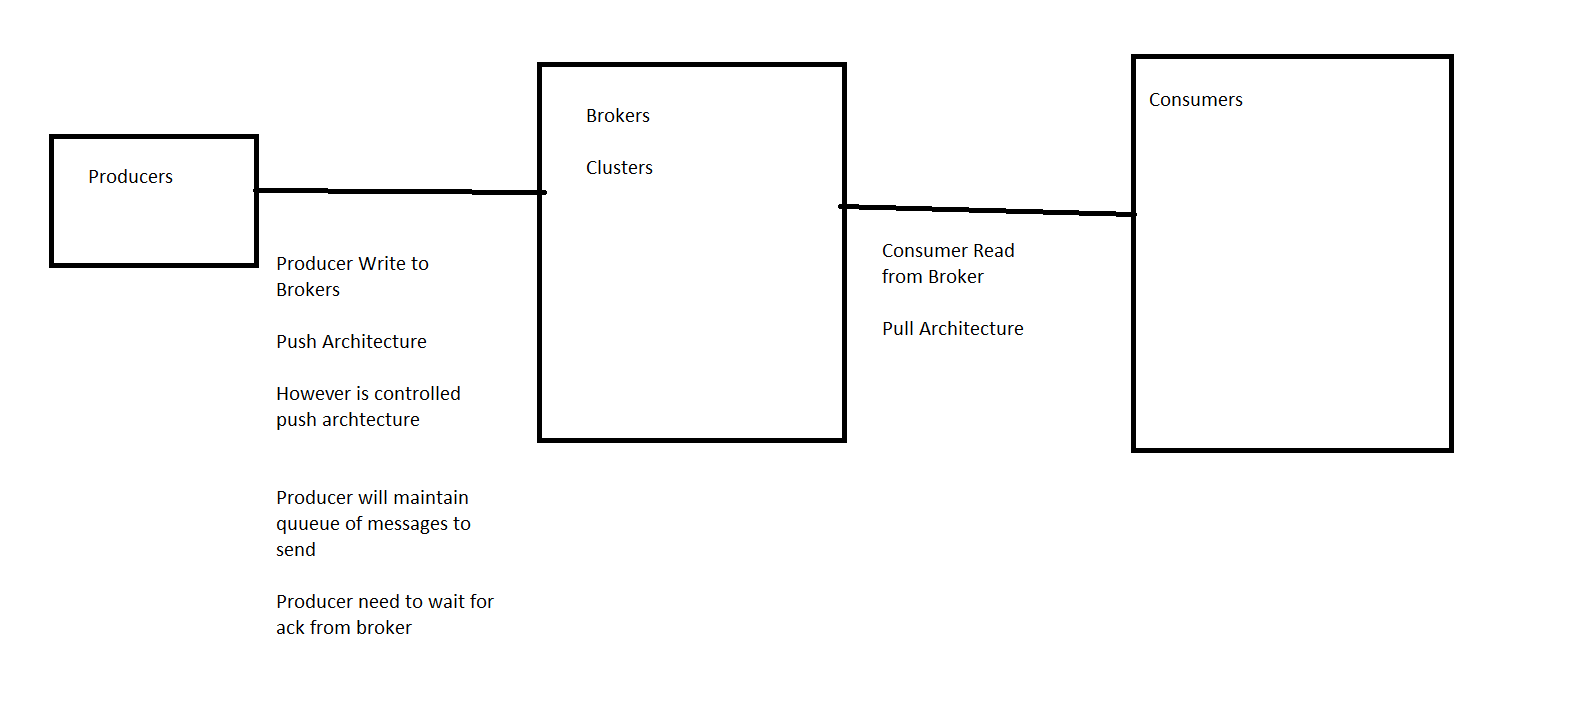 Producers
Producer Write to
Brokers
Push Architecture
However is controlled
push archtecture
Producer will maintain
quueue of messages to
send
Producer need to wait for
ack from broker
Brokers
Clusters
Consumer Read
from Broker
Pull Architecture
Consumers